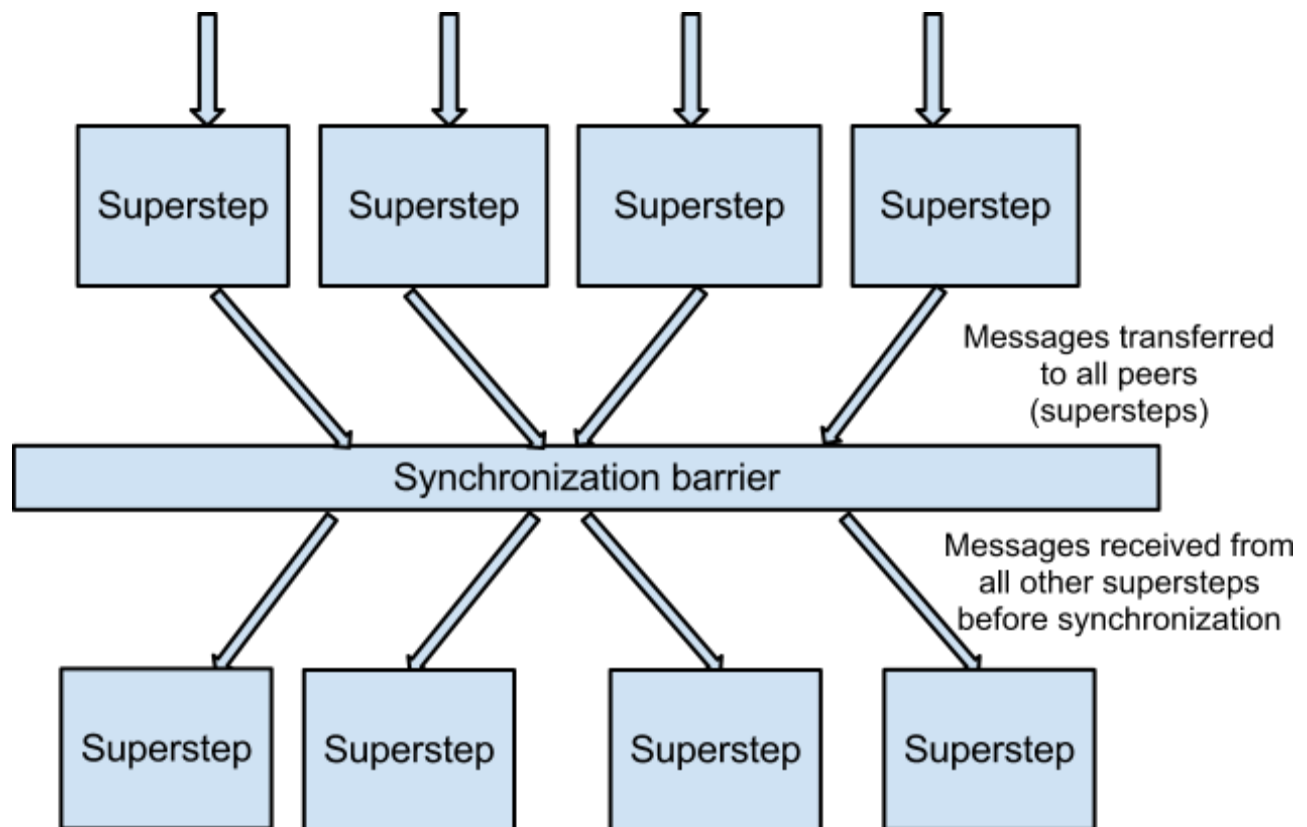 Superstep
Superstep
Superstep
Superstep
Messages transferred
to all peers
(supersteps)
Synchronization barrier
Messages received from
all other supersteps
before synchronization
Superstep
Superstep
Superstep
Superstep